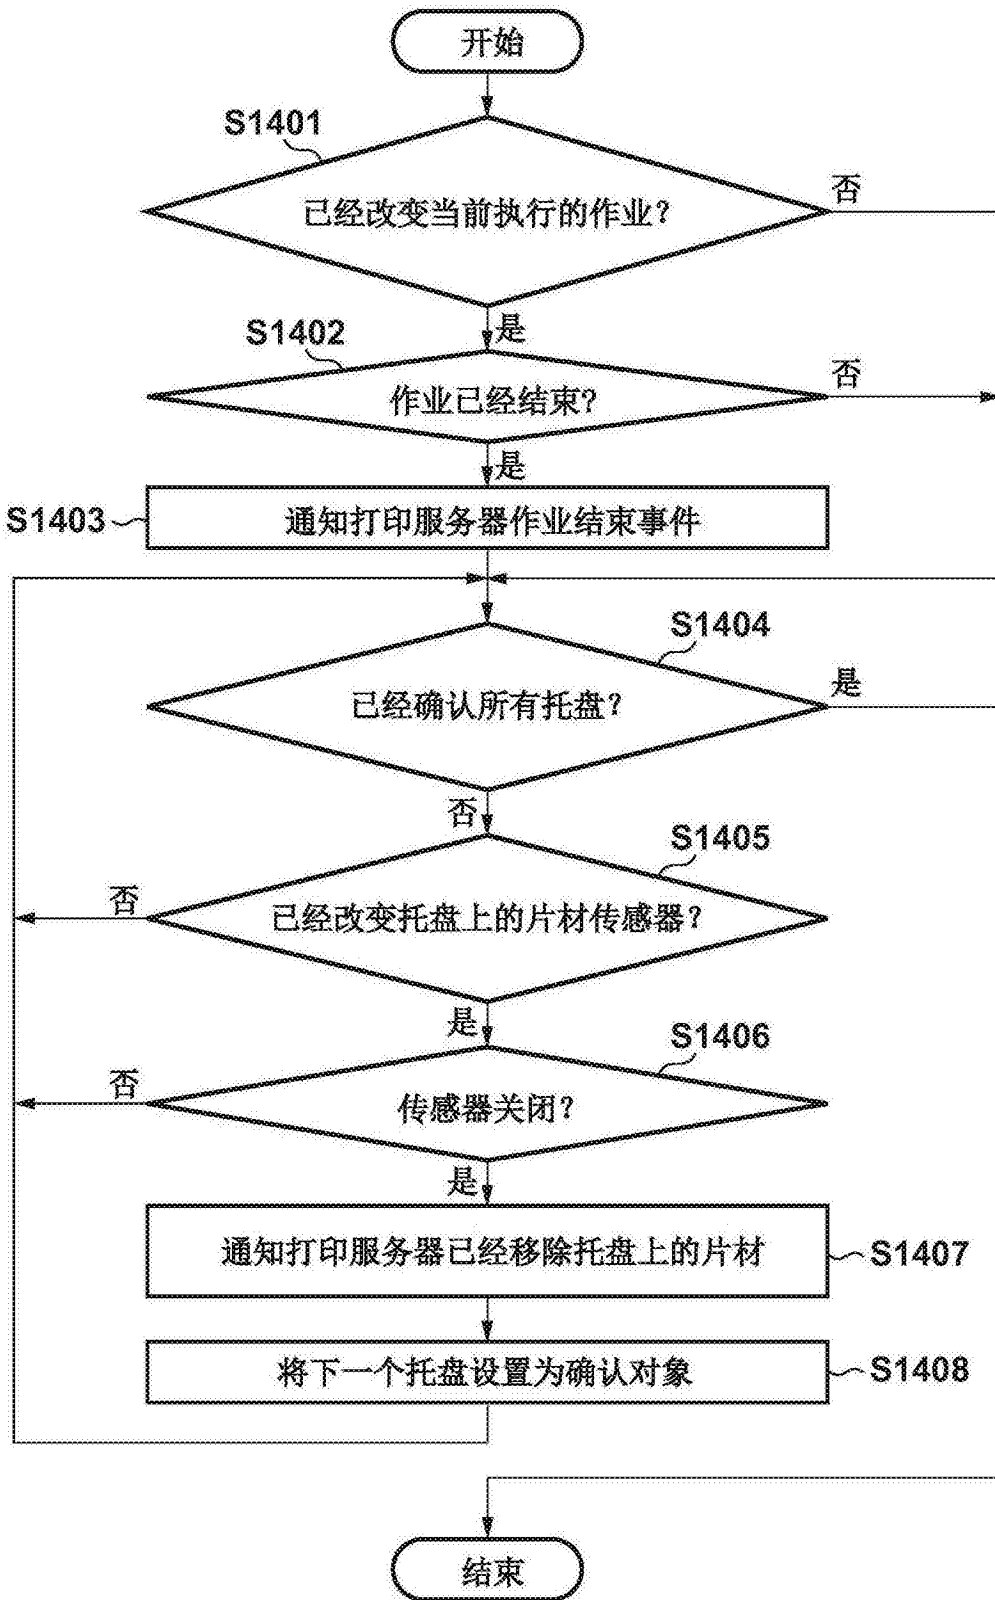 开始
S1401
已经改变当前执行的作业？
否
是
S1402
作业已经结束?
否
是
S1403
通知打印服务器作业结束事件
S1404
已经确认所有托盘？
是
否
S1405
已经改变托盘上的片材传感器？
否
是
S1406
传感器关闭？
否
是
通知打印服务器已经移除托盘上的片材
S1407
将下一个托盘设置为确认对象
S1408
结束